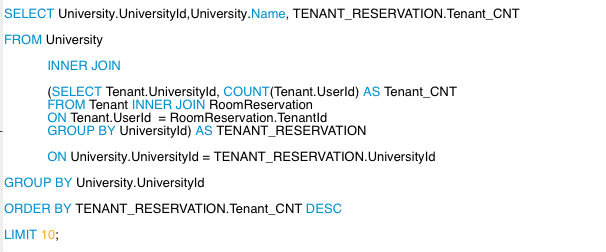 SELECT University.UniversityId,University.Name, TENANT_RESERVATION.Tenant_CNT
FROM University
INNER JOIN
(SELECT Tenant.UniversityId, COUNT(Tenant.UserId) AS Tenant_CNT
FROM Tenant INNER JOIN RoomReservation
ON Tenant.UserId  = RoomReservation.TenantId
GROUP BY UniversityId) AS TENANT_RESERVATION
ON University.UniversityId = TENANT_RESERVATION.UniversityId
GROUP BY University.UniversityId
ORDER BY TENANT_RESERVATION.Tenant_CNT DESC
LIMIT 10;